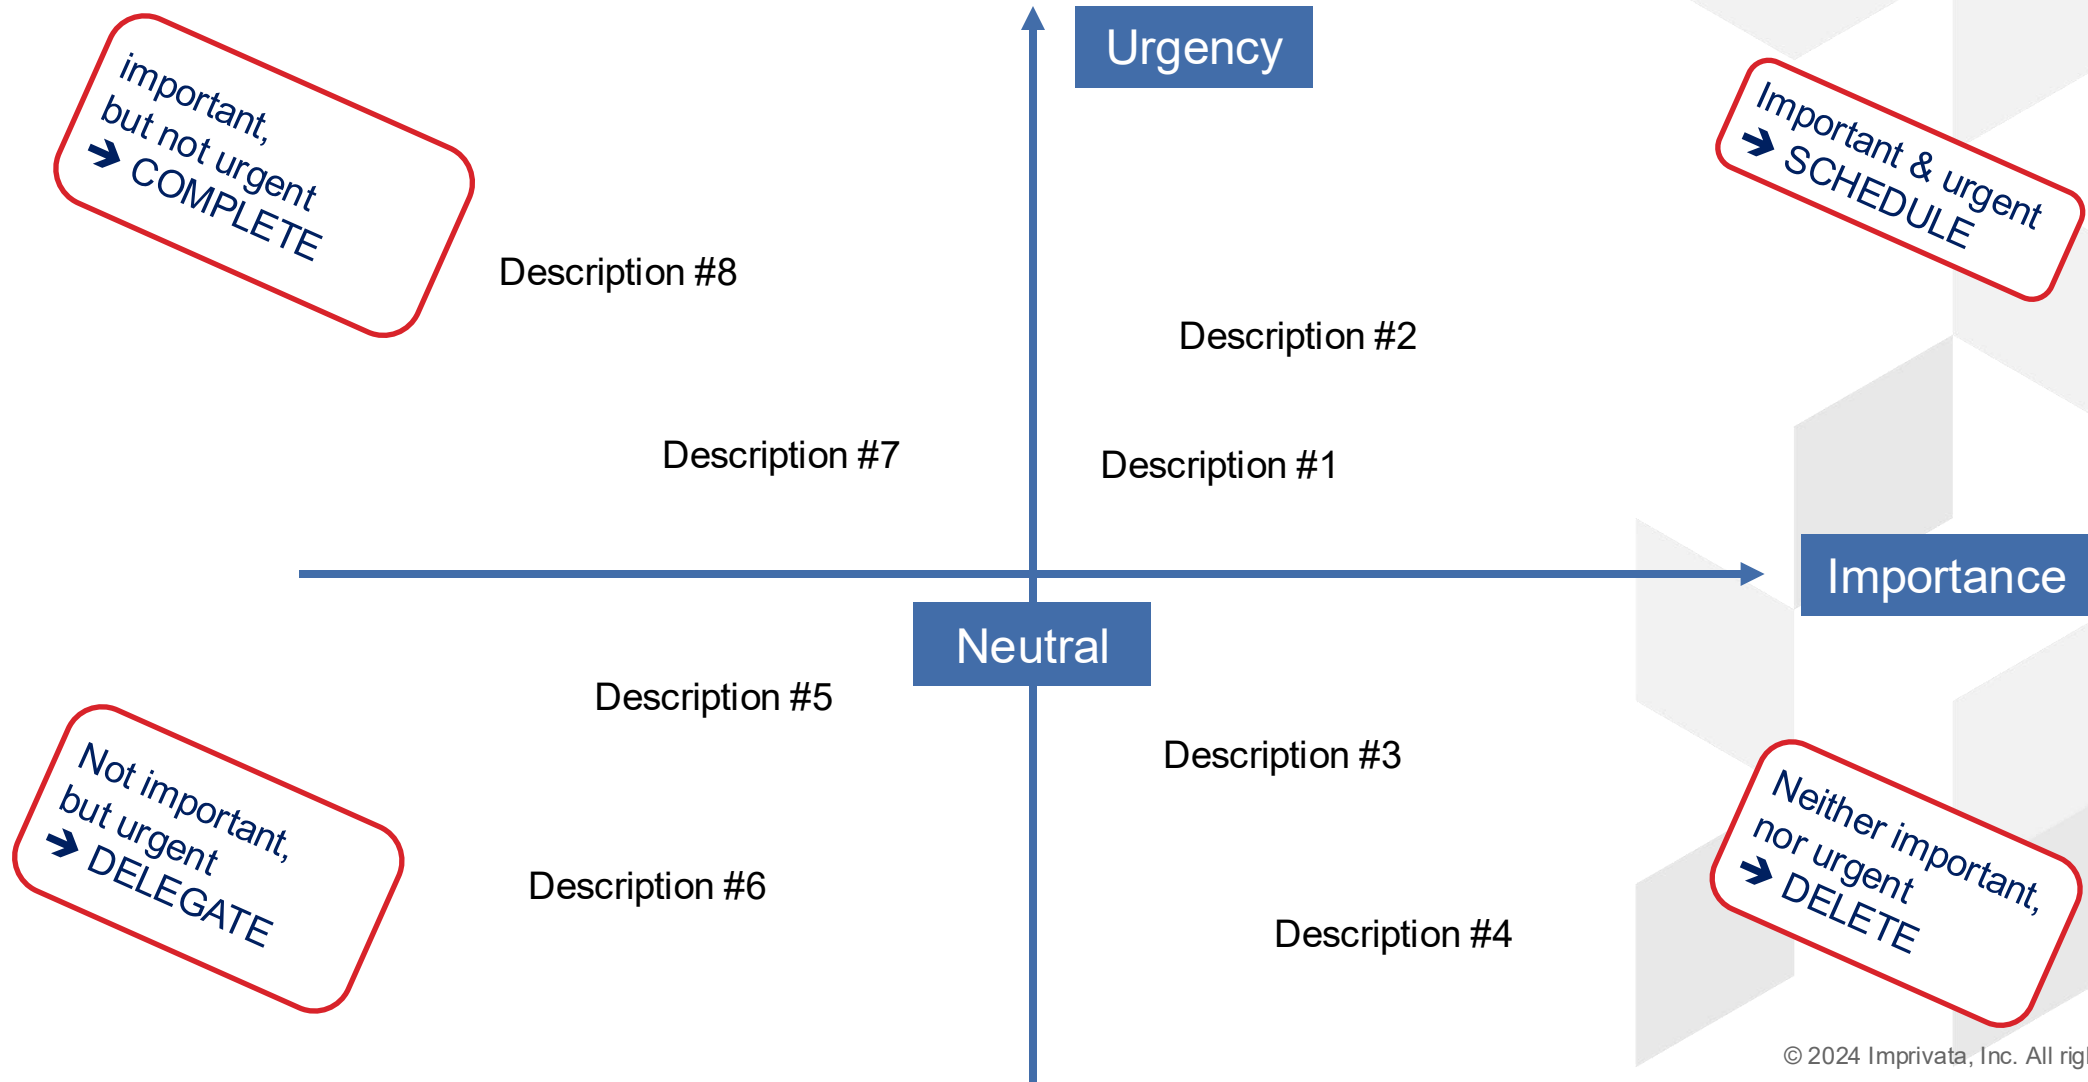 Urgency
important,
but not urgent
➔ COMPLETE
Important & urgent
➔ SCHEDULE
Description #8
Description #2
Description #7
Description #1
Importance
Neutral
Description #5
Description #3
Not important,
but urgent
➔ DELEGATE
Neither important,
nor urgent
➔ DELETE
Description #6
Description #4
© 2024 Imprivata, Inc. All righ